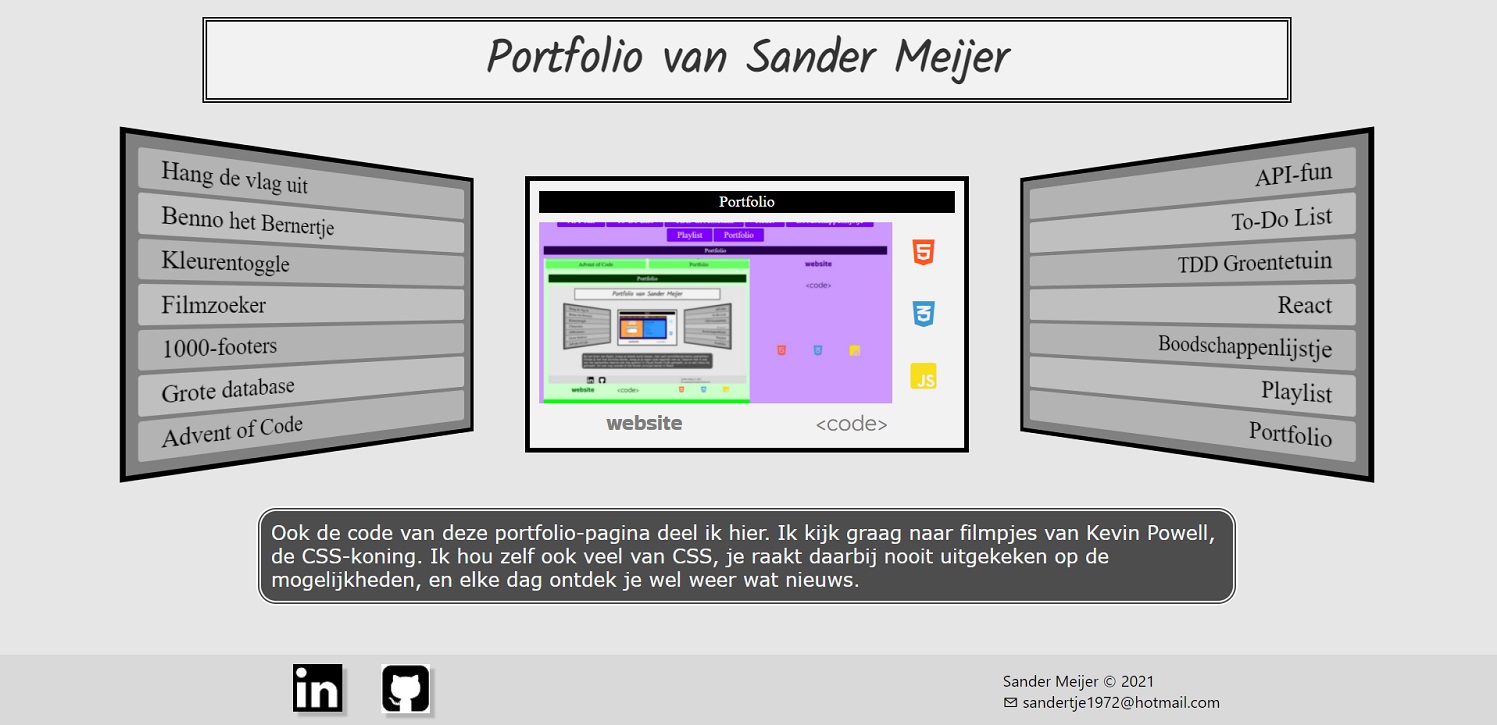 Portfolio van Sander Meijer
Hang de vlag uit
Benno het Bernertje
Kleurentoggle
Filmzoeker
1000-footers
Grote database
Advent of Code
Portfolio
Playlist
Portfolio
Portfolio
Advent of Code
Portfolio
website
<code>
Portfolio
Portfolio van Sander Meijer
website
<code>
5
3
JS
website
<code>
API-fun
To-Do List
TDD Groentetuin
React
Boodschappenlijstje
Playlist
Portfolio
Ook de code van deze portfolio-pagina deel ik hier. Ik kijk graag naar filmpjes van Kevin Powell,
de CSS-koning. Ik hou zelf ook veel van CSS, je raakt daarbij nooit uitgekeken op de
mogelijkheden, en elke dag ontdek je wel weer wat nieuws.
in
Sander Meijer © 2021
sandertje1972@hotmail.com